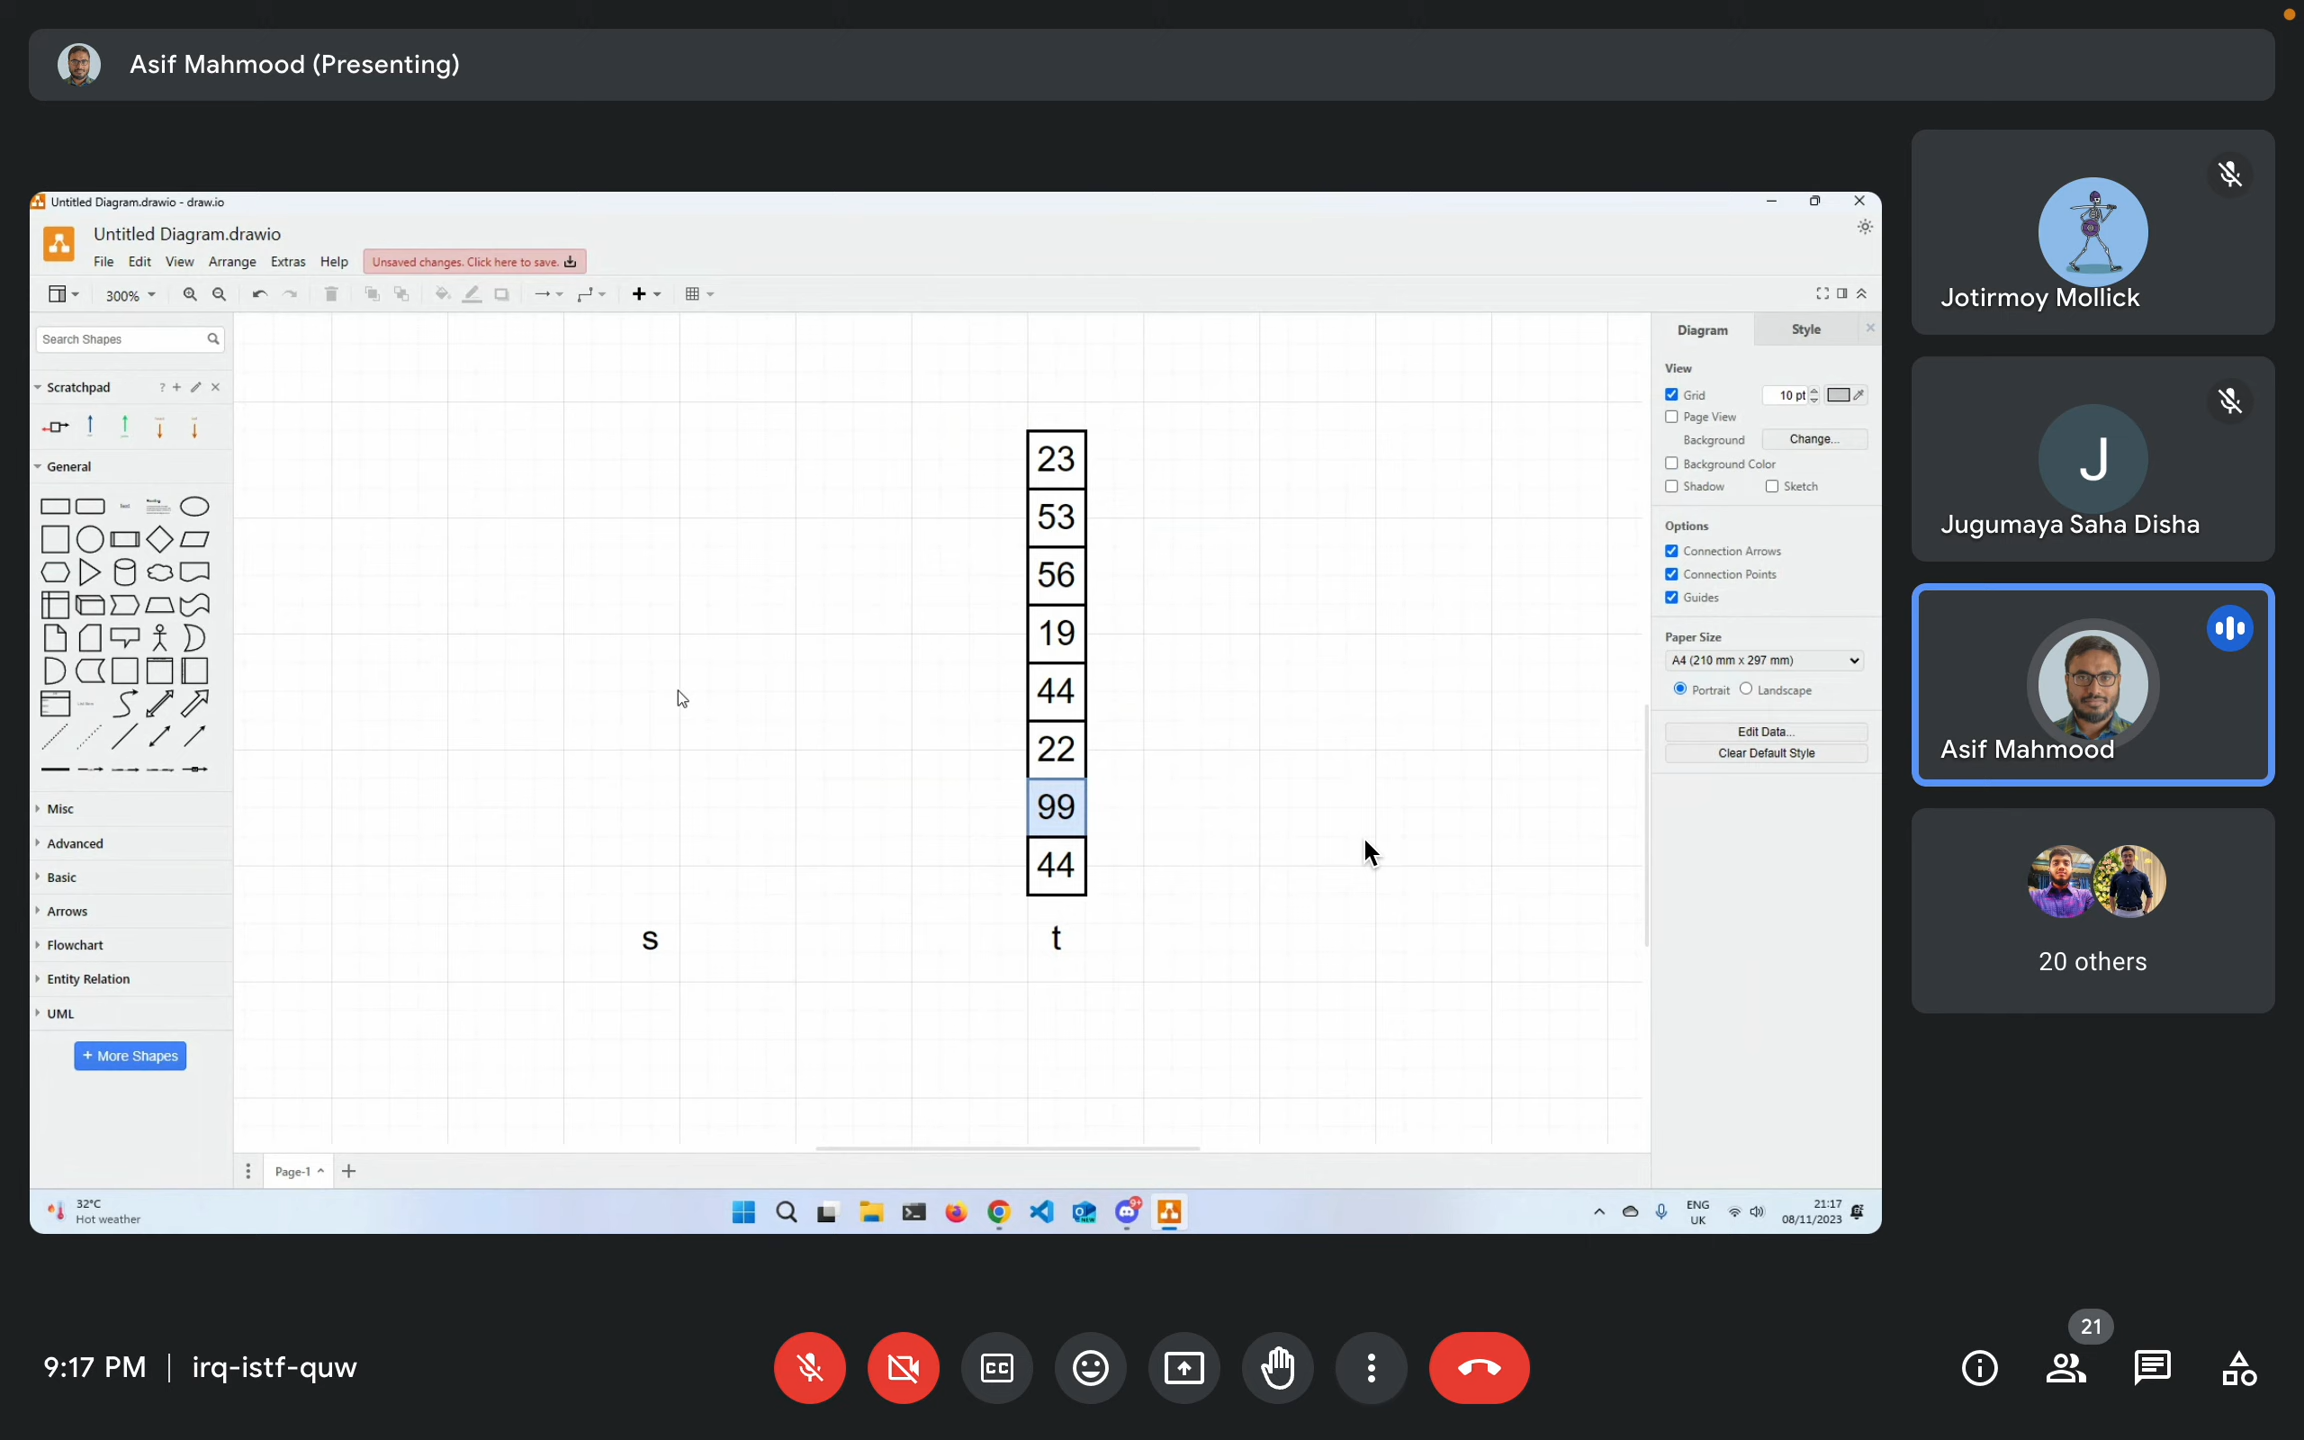 Asif Mahmood (Presenting)
Untitled Diagram.drawio - draw.io
Untitled Diagram.drawio
File Edit View Arrange Extras Help Unsaved changes. Click here to save.
300%
Search Shapes
Scratchpad ? + ✕
General
Text
Heading
Misc
Advanced
Basic
Arrows
Flowchart
Entity Relation
UML
+ More Shapes
23
53
56
19
44
22
99
44
s t
Page-1
Diagram Style
View
Grid 10 pt
Page View
Background Change...
Background Color
Shadow Sketch
Options
Connection Arrows
Connection Points
Guides
Paper Size
A4 (210 mm x 297 mm)
Portrait Landscape
Edit Data...
Clear Default Style
32°C
Hot weather
NEW
9+
ENG
UK
21:17
08/11/2023
Jotirmoy Mollick
J
Jugumaya Saha Disha
Asif Mahmood
20 others
9:17 PM | irq-istf-quw
CC
21